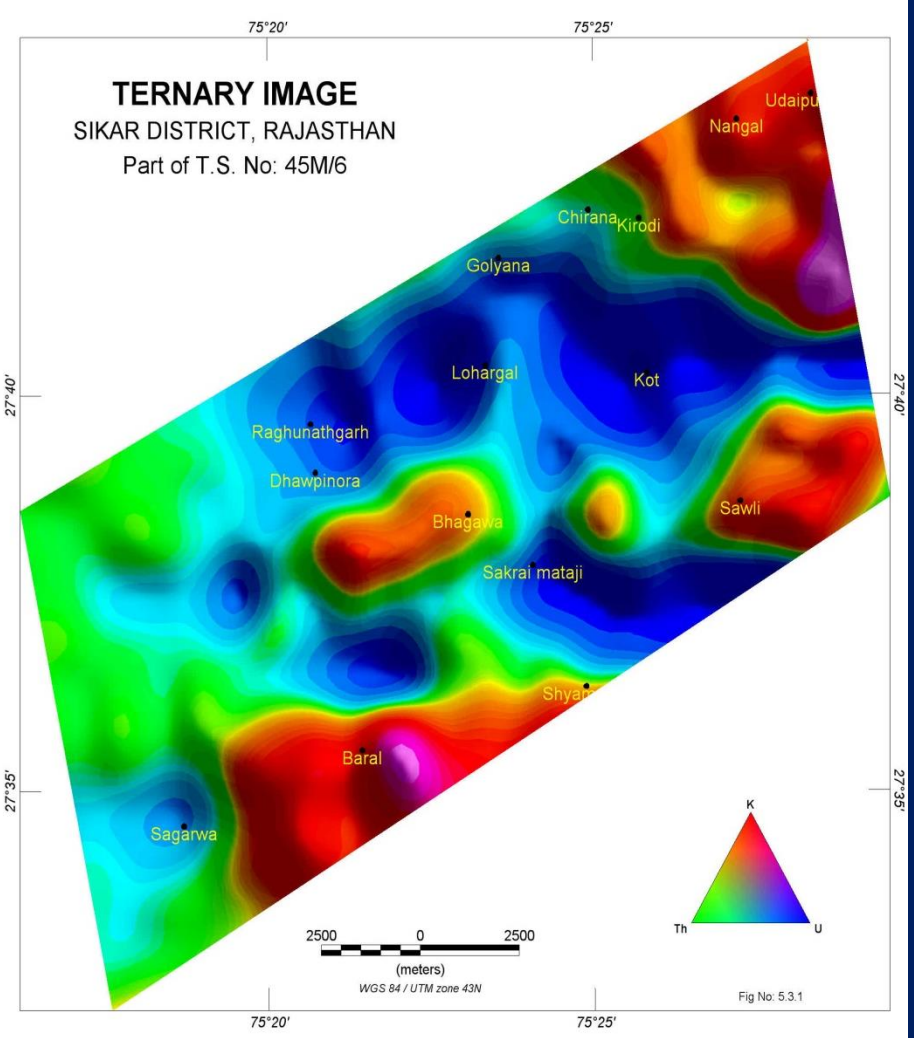 75°20'
75°25'
TERNARY IMAGE
SIKAR DISTRICT, RAJASTHAN
Part of T.S. No: 45M/6
Udaipu
Nangal
Chirana
Kirodi
Golyana
Lohargal
Kot
27°40'
27°40'
Raghunathgarh
Dhawpinora
Bhagawa
Sawli
Sakrai mataji
Shyam
Baral
27°35'
27°35'
Sagarwa
K
Th
U
2500 0 2500
(meters)
WGS 84 / UTM zone 43N
Fig No: 5.3.1
75°20'
75°25'